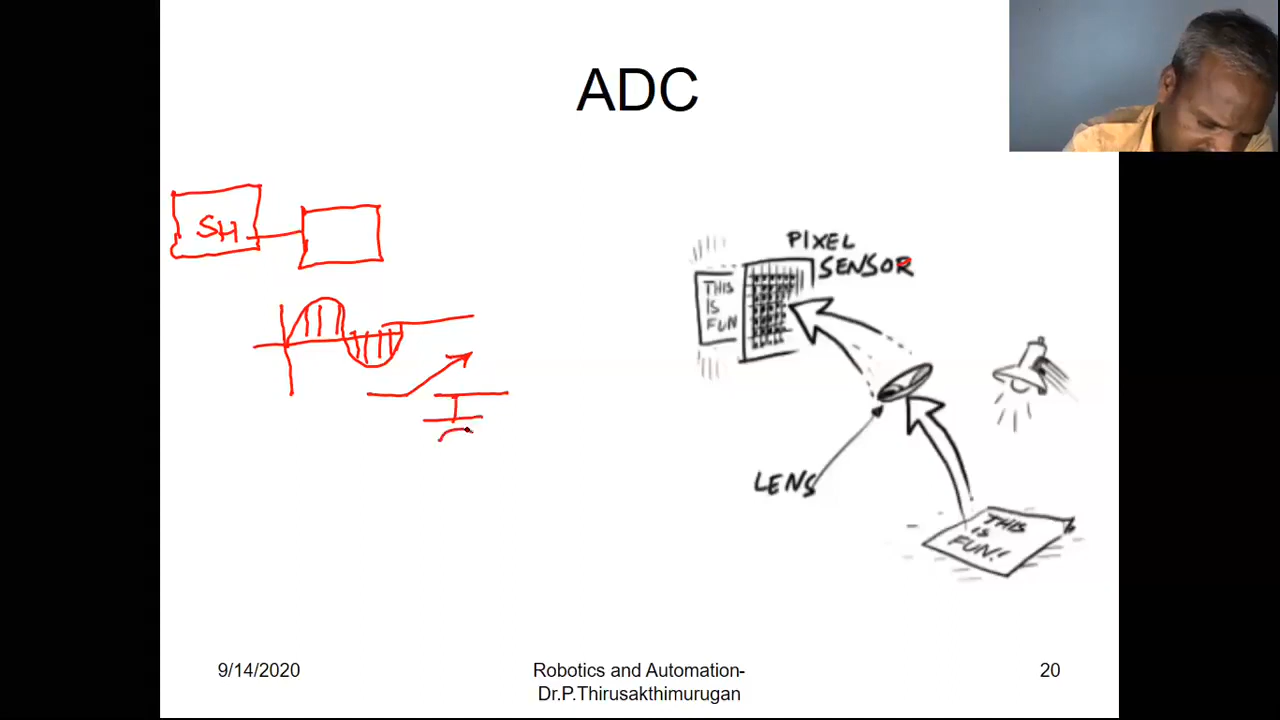 ADC
SH
PIXEL
SENSOR
THIS
IS
FUN
LENS
THIS
IS
FUN!!
9/14/2020
Robotics and Automation-
Dr.P.Thirusakthimurugan
20